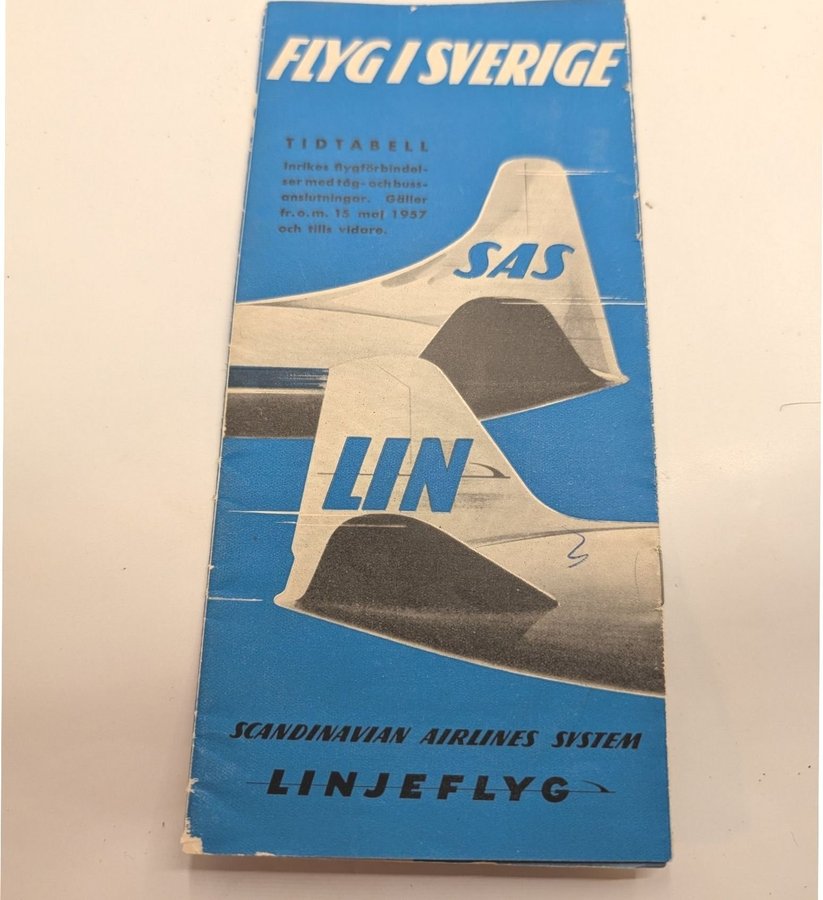 FLYG I SVERIGE
TIDTABELL
Inrikes flygförbindel-
ser med tåg- och buss-
anslutningar. Gäller
fr.o.m. 15 maj 1957
och tills vidare.
SAS
LIN
SCANDINAVIAN AIRLINES SYSTEM
LINJEFLYG